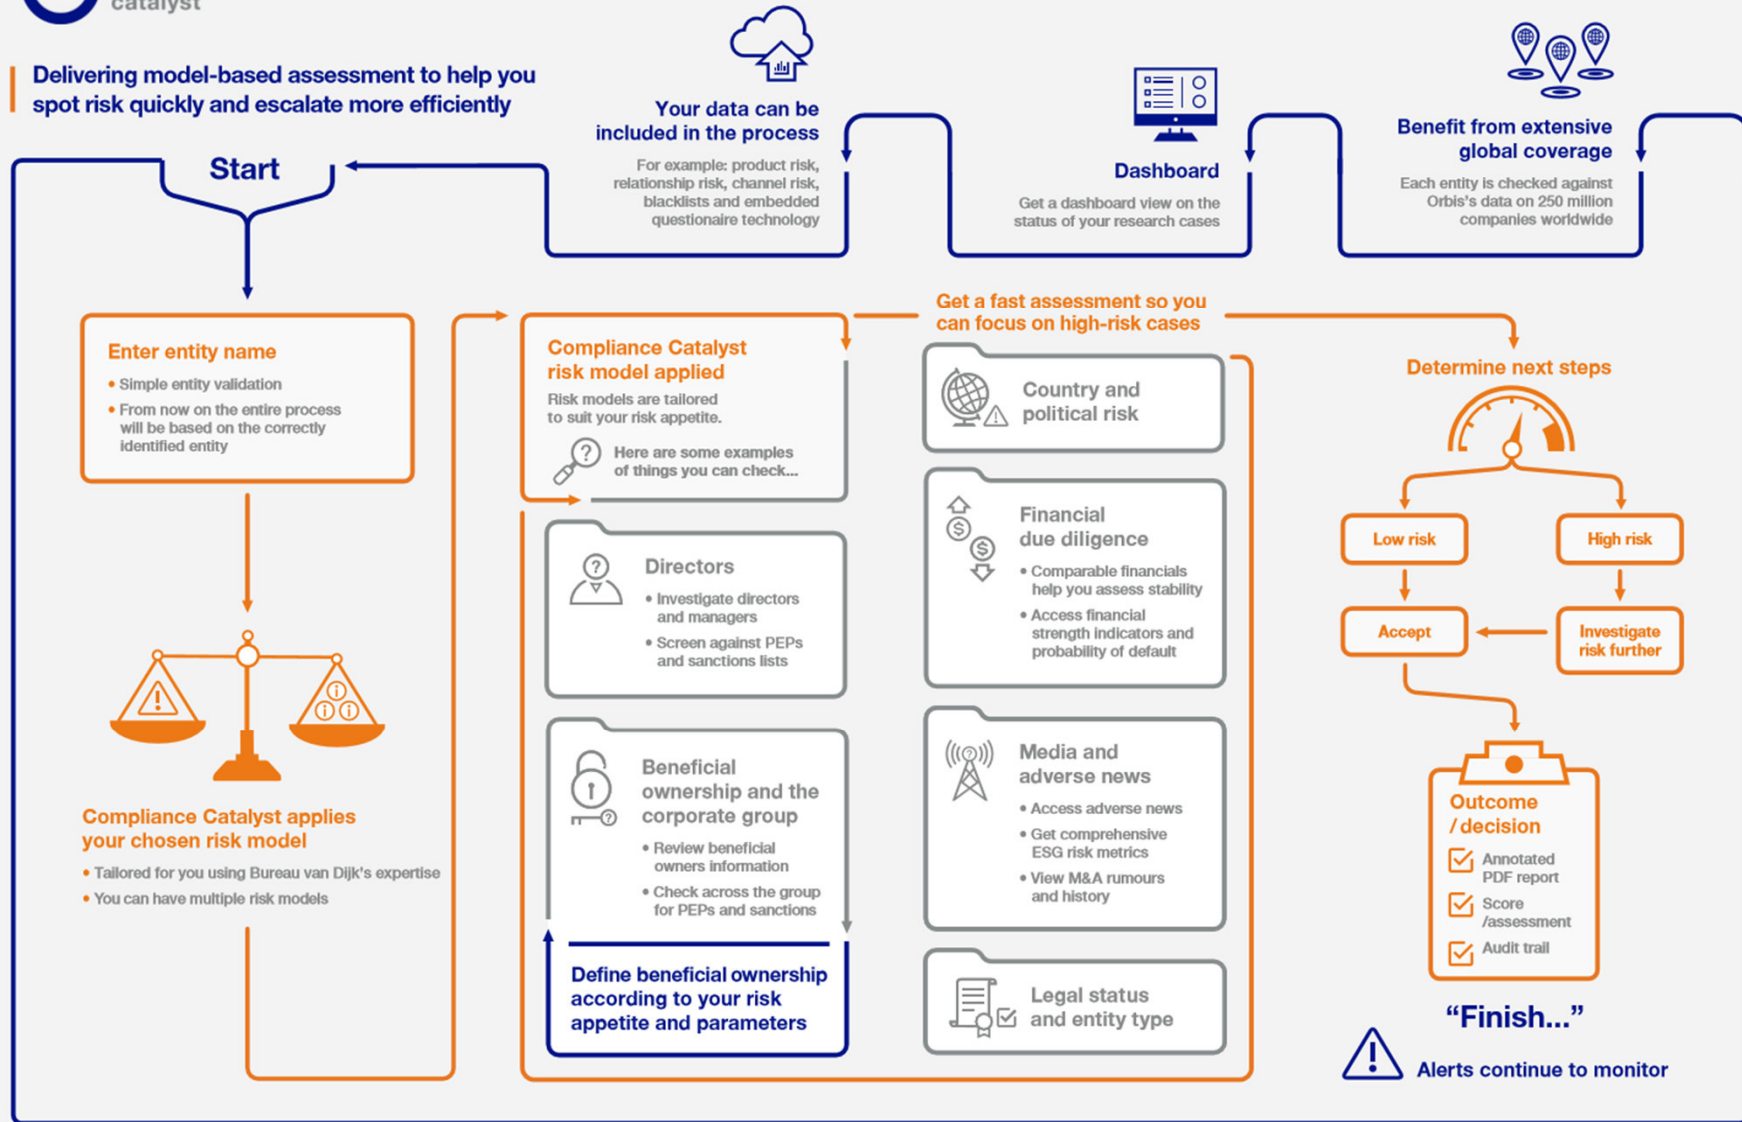 catalyst
Delivering model-based assessment to help you
spot risk quickly and escalate more efficiently
Start
Your data can be
included in the process
For example: product risk,
relationship risk, channel risk,
blacklists and embedded
questionaire technology
Dashboard
Get a dashboard view on the
status of your research cases
Benefit from extensive
global coverage
Each entity is checked against
Orbis's data on 250 million
companies worldwide
Enter entity name
• Simple entity validation
• From now on the entire process
will be based on the correctly
identified entity
Compliance Catalyst applies
your chosen risk model
• Tailored for you using Bureau van Dijk's expertise
• You can have multiple risk models
Compliance Catalyst
risk model applied
Risk models are tailored
to suit your risk appetite.
Here are some examples
of things you can check...
Directors
• Investigate directors
and managers
• Screen against PEPs
and sanctions lists
Beneficial
ownership and the
corporate group
• Review beneficial
owners information
• Check across the group
for PEPs and sanctions
Define beneficial ownership
according to your risk
appetite and parameters
Get a fast assessment so you
can focus on high-risk cases
Country and
political risk
Financial
due diligence
• Comparable financials
help you assess stability
• Access financial
strength indicators and
probability of default
Media and
adverse news
• Access adverse news
• Get comprehensive
ESG risk metrics
• View M&A rumours
and history
Legal status
and entity type
Determine next steps
Low risk
High risk
Accept
Investigate
risk further
Outcome
/decision
Annotated
PDF report
Score
/assessment
Audit trail
“Finish...”
Alerts continue to monitor